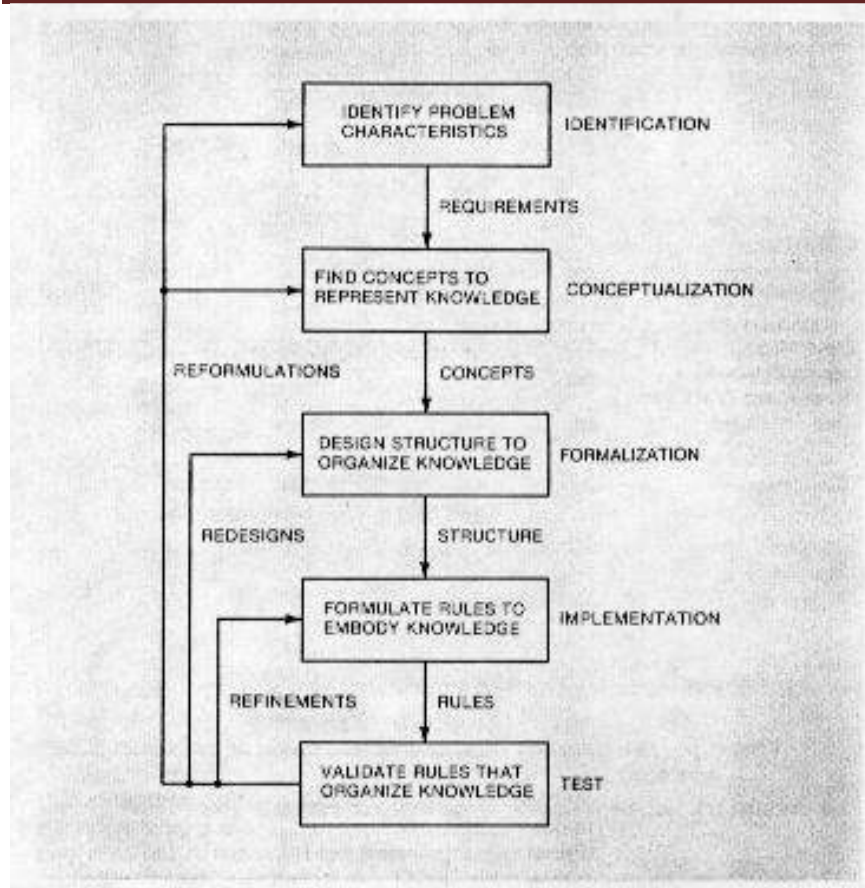 IDENTIFY PROBLEM
CHARACTERISTICS
IDENTIFICATION
REQUIREMENTS
FIND CONCEPTS TO
REPRESENT KNOWLEDGE
CONCEPTUALIZATION
REFORMULATIONS
CONCEPTS
DESIGN STRUCTURE TO
ORGANIZE KNOWLEDGE
FORMALIZATION
REDESIGNS
STRUCTURE
FORMULATE RULES TO
EMBODY KNOWLEDGE
IMPLEMENTATION
REFINEMENTS
RULES
VALIDATE RULES THAT
ORGANIZE KNOWLEDGE
TEST